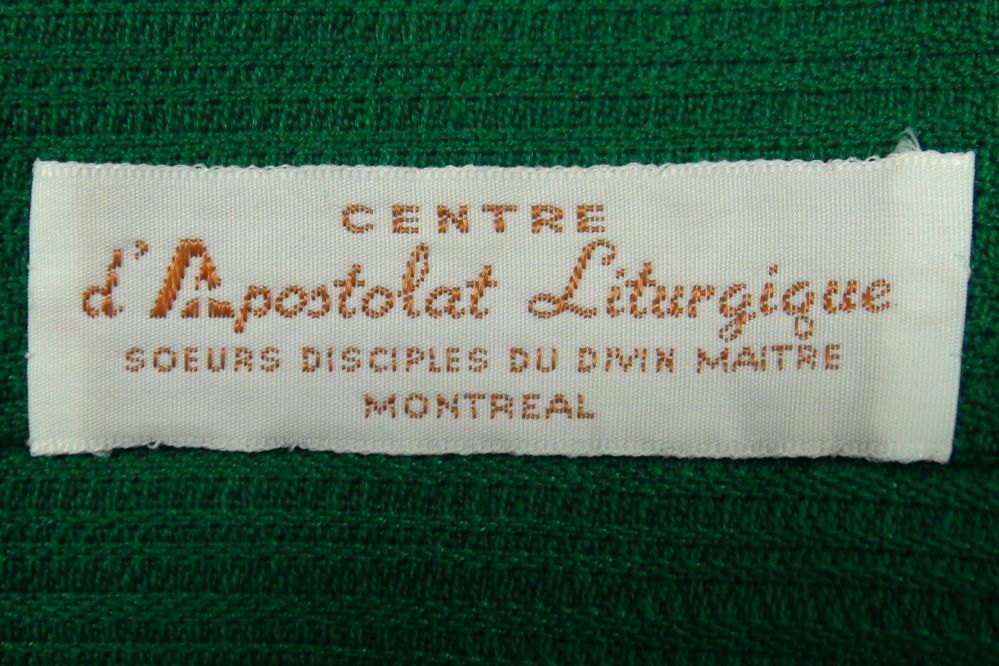 CENTRE
d'Apostolat Liturgique
SOEURS DISCIPLES DU DIVIN MAITRE
MONTREAL